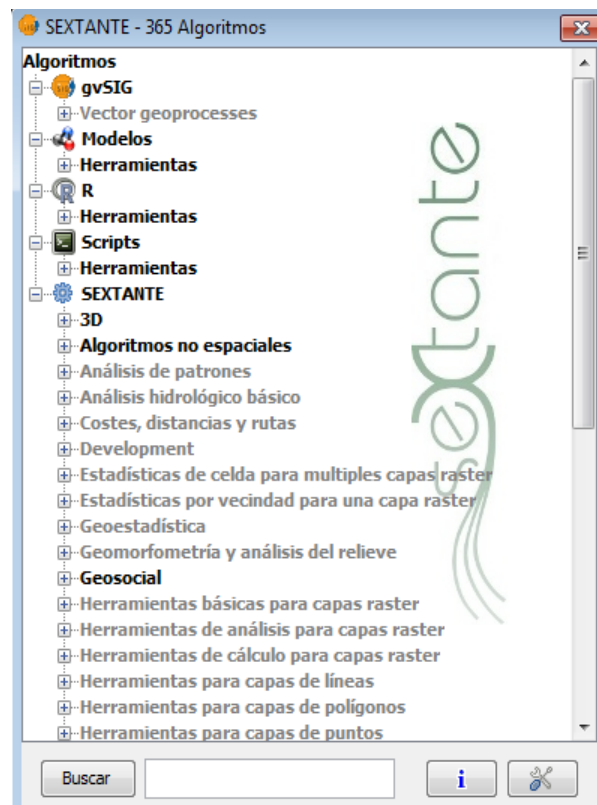 SEXTANTE - 365 Algoritmos
Algoritmos
gvSIG
Vector geoprocesses
Modelos
Herramientas
R
Herramientas
Scripts
Herramientas
SEXTANTE
3D
Algoritmos no espaciales
Análisis de patrones
Análisis hidrológico básico
Costes, distancias y rutas
Development
Estadísticas de celda para multiples capas raster
Estadísticas por vecindad para una capa raster
Geoestadística
Geomorfometría y análisis del relieve
Geosocial
Herramientas básicas para capas raster
Herramientas de análisis para capas raster
Herramientas de cálculo para capas raster
Herramientas para capas de líneas
Herramientas para capas de polígonos
Herramientas para capas de puntos
sextante
Buscar
i